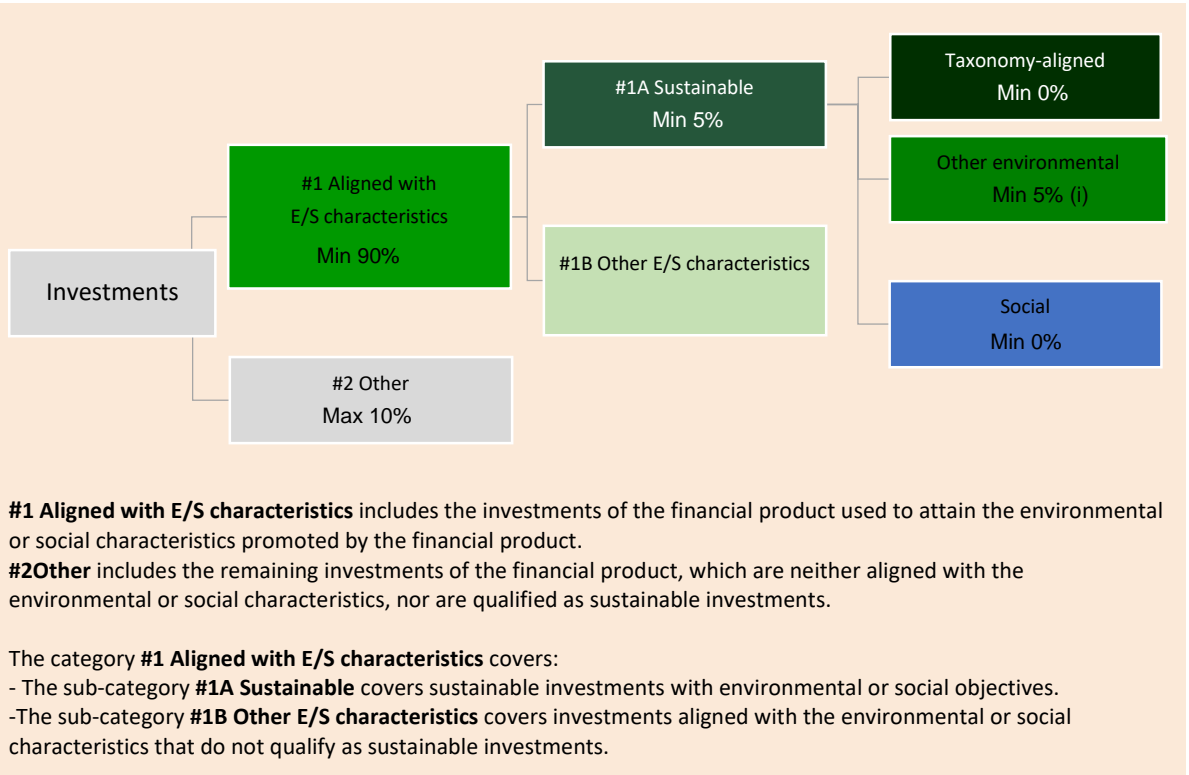 Investments
#1 Aligned with
E/S characteristics
Min 90%
#2 Other
Max 10%
#1A Sustainable
Min 5%
#1B Other E/S characteristics
Taxonomy-aligned
Min 0%
Other environmental
Min 5% (i)
Social
Min 0%
#1 Aligned with E/S characteristics includes the investments of the financial product used to attain the environmental
or social characteristics promoted by the financial product.
#2Other includes the remaining investments of the financial product, which are neither aligned with the
environmental or social characteristics, nor are qualified as sustainable investments.
The category #1 Aligned with E/S characteristics covers:
- The sub-category #1A Sustainable covers sustainable investments with environmental or social objectives.
-The sub-category #1B Other E/S characteristics covers investments aligned with the environmental or social
characteristics that do not qualify as sustainable investments.